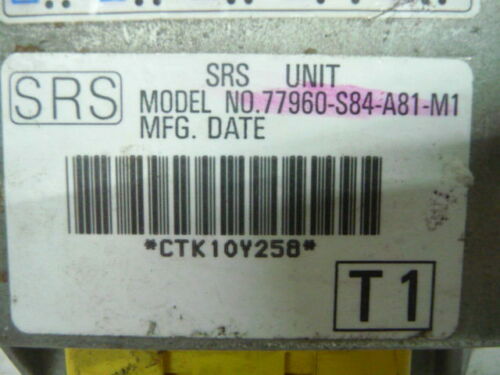 SRS
SRS UNIT
MODEL NO.77960-S84-A81-M1
MFG. DATE
*CTK10Y258*
T1